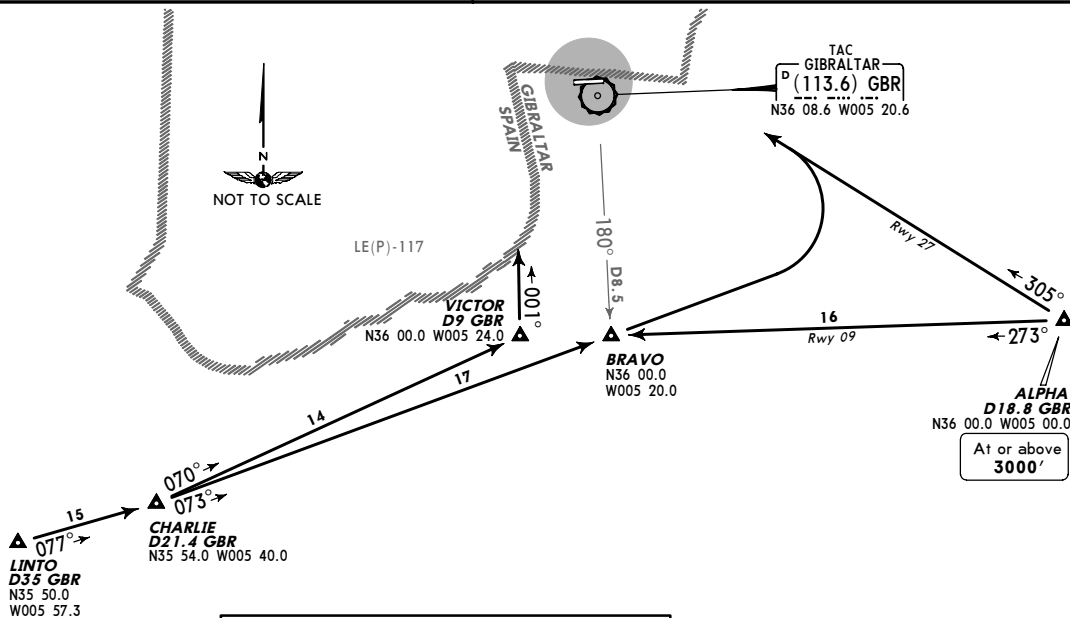 TAC
GIBRALTAR
D (113.6) GBR
N36 08.6 W005 20.6
GIBRALTAR
SPAIN
N
NOT TO SCALE
LE(P)-117
180°
D8.5
Rwy 27
305°
001°
VICTOR
D9 GBR
N36 00.0 W005 24.0
16
Rwy 09
273°
BRAVO
N36 00.0
W005 20.0
ALPHA
D18.8 GBR
N36 00.0 W005 00.0
At or above
3000'
17
14
070°
073°
CHARLIE
D21.4 GBR
N35 54.0 W005 40.0
15
077°
LINTO
D35 GBR
N35 50.0
W005 57.3